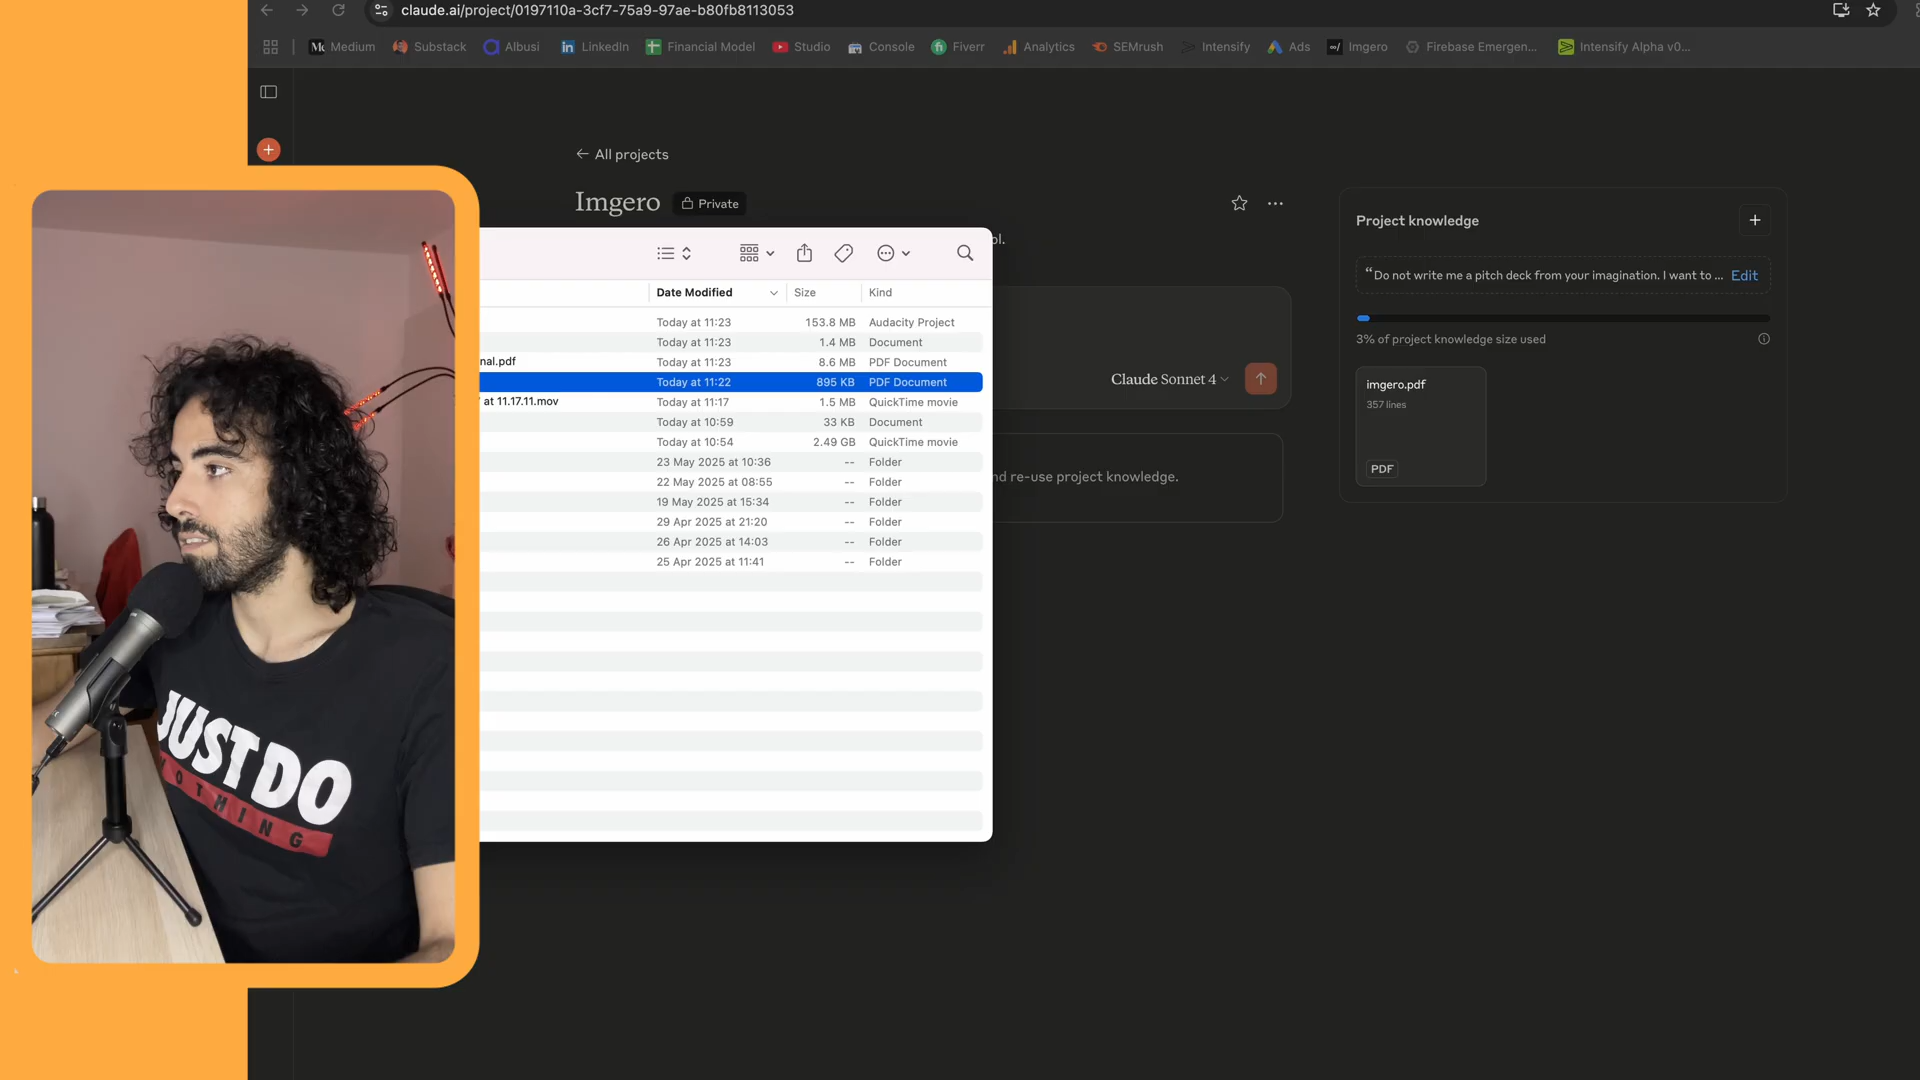 claude.ai/project/0197110a-3cf7-75a9-97ae-b80fb8113053
Medium Substack Albusi LinkedIn Financial Model Studio Console Fiverr Analytics SEMrush Intensify Ads Imgero Firebase Emergen... Intensify Alpha v0...
← All projects
Imgero Private
ol.
Claude Sonnet 4
nd re-use project knowledge.
Date Modified Size Kind
Today at 11:23 153.8 MB Audacity Project
Today at 11:23 1.4 MB Document
nal.pdf Today at 11:23 8.6 MB PDF Document
Today at 11:22 895 KB PDF Document
at 11.17.11.mov Today at 11:17 1.5 MB QuickTime movie
Today at 10:59 33 KB Document
Today at 10:54 2.49 GB QuickTime movie
23 May 2025 at 10:36 -- Folder
22 May 2025 at 08:55 -- Folder
19 May 2025 at 15:34 -- Folder
29 Apr 2025 at 21:20 -- Folder
26 Apr 2025 at 14:03 -- Folder
25 Apr 2025 at 11:41 -- Folder
Project knowledge
“Do not write me a pitch deck from your imagination. I want to ... Edit
3% of project knowledge size used
imgero.pdf
357 lines
PDF
JUST DO
NOTHING